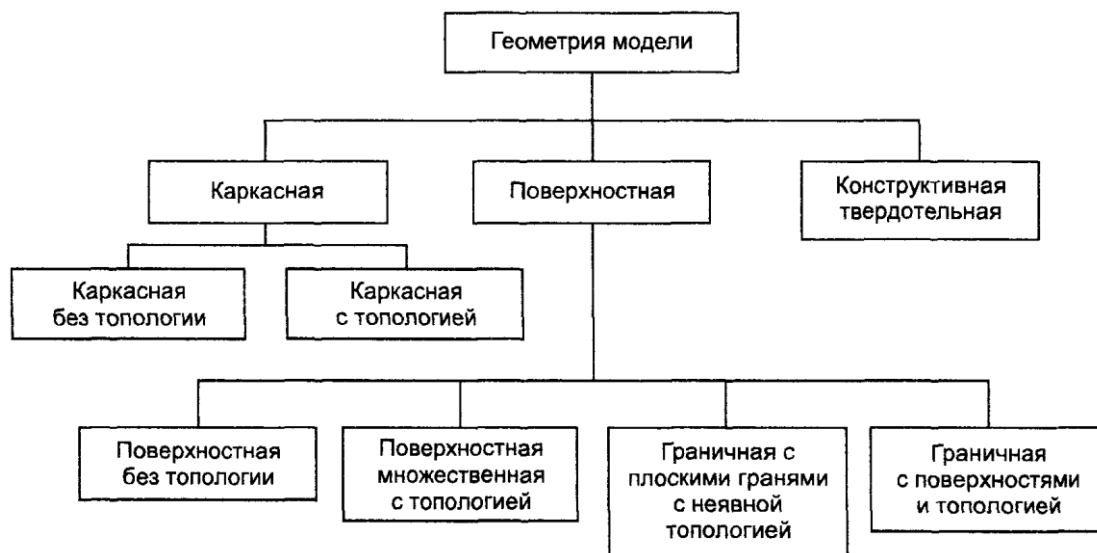 Геометрия модели
Каркасная
Поверхностная
Конструктивная
твердотельная
Каркасная
без топологии
Каркасная
с топологией
Поверхностная
без топологии
Поверхностная
множественная
с топологией
Граничная с
плоскими гранями
с неявной
топологией
Граничная
с поверхностями
и топологией